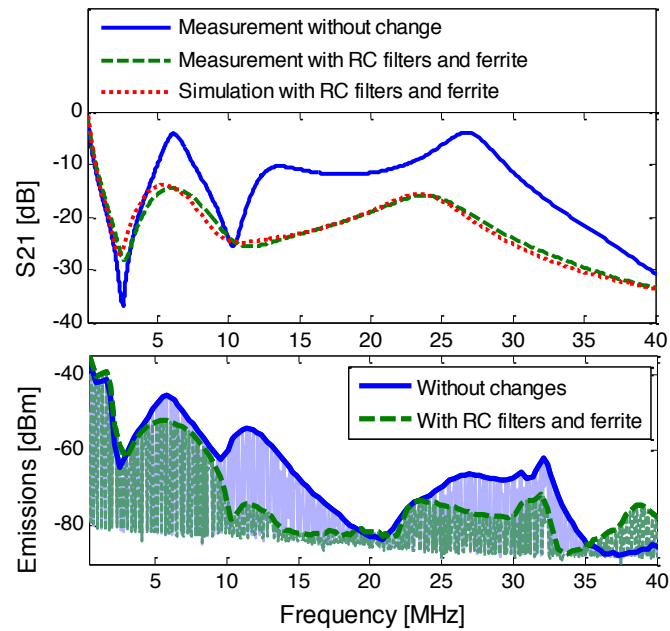 Measurement without change
Measurement with RC filters and ferrite
Simulation with RC filters and ferrite
0
-10
-20
-30
-40
S21 [dB]
5 10 15 20 25 30 35 40
-40
-60
-80
Emissions [dBm]
Without changes
With RC filters and ferrite
5 10 15 20 25 30 35 40
Frequency [MHz]